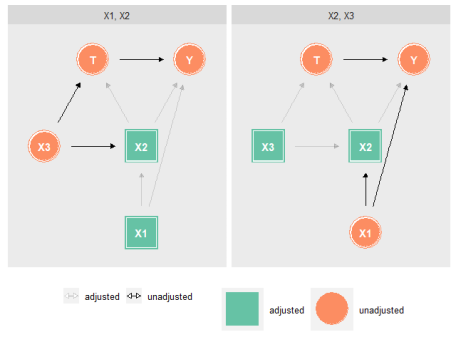 X1, X2
X2, X3
T
Y
T
Y
X3
X2
X3
X2
X1
X1
adjusted
unadjusted
adjusted
unadjusted